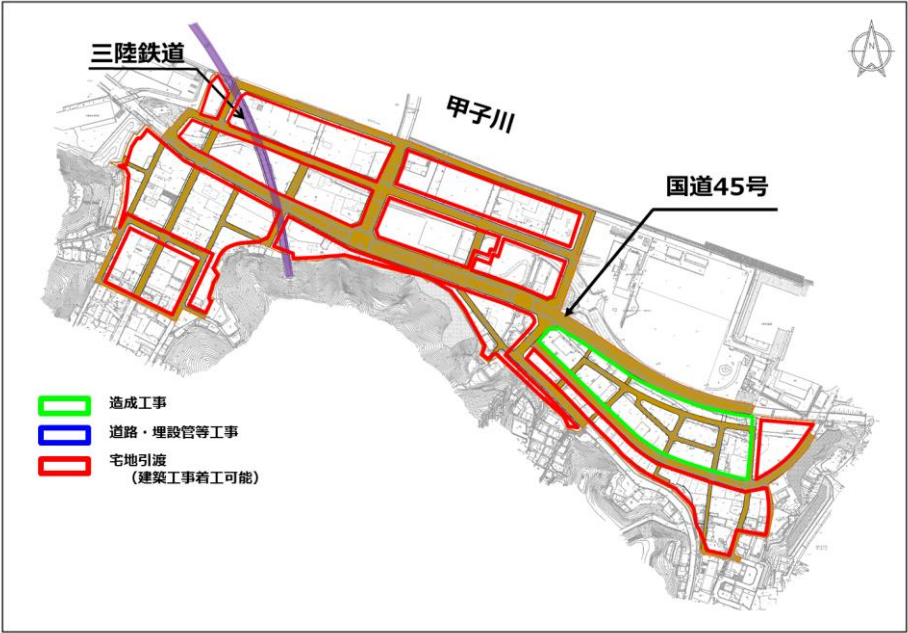 三陸鉄道
N
甲子川
国道45号
造成工事
道路・埋設管等工事
宅地引渡
（建築工事着工可能）